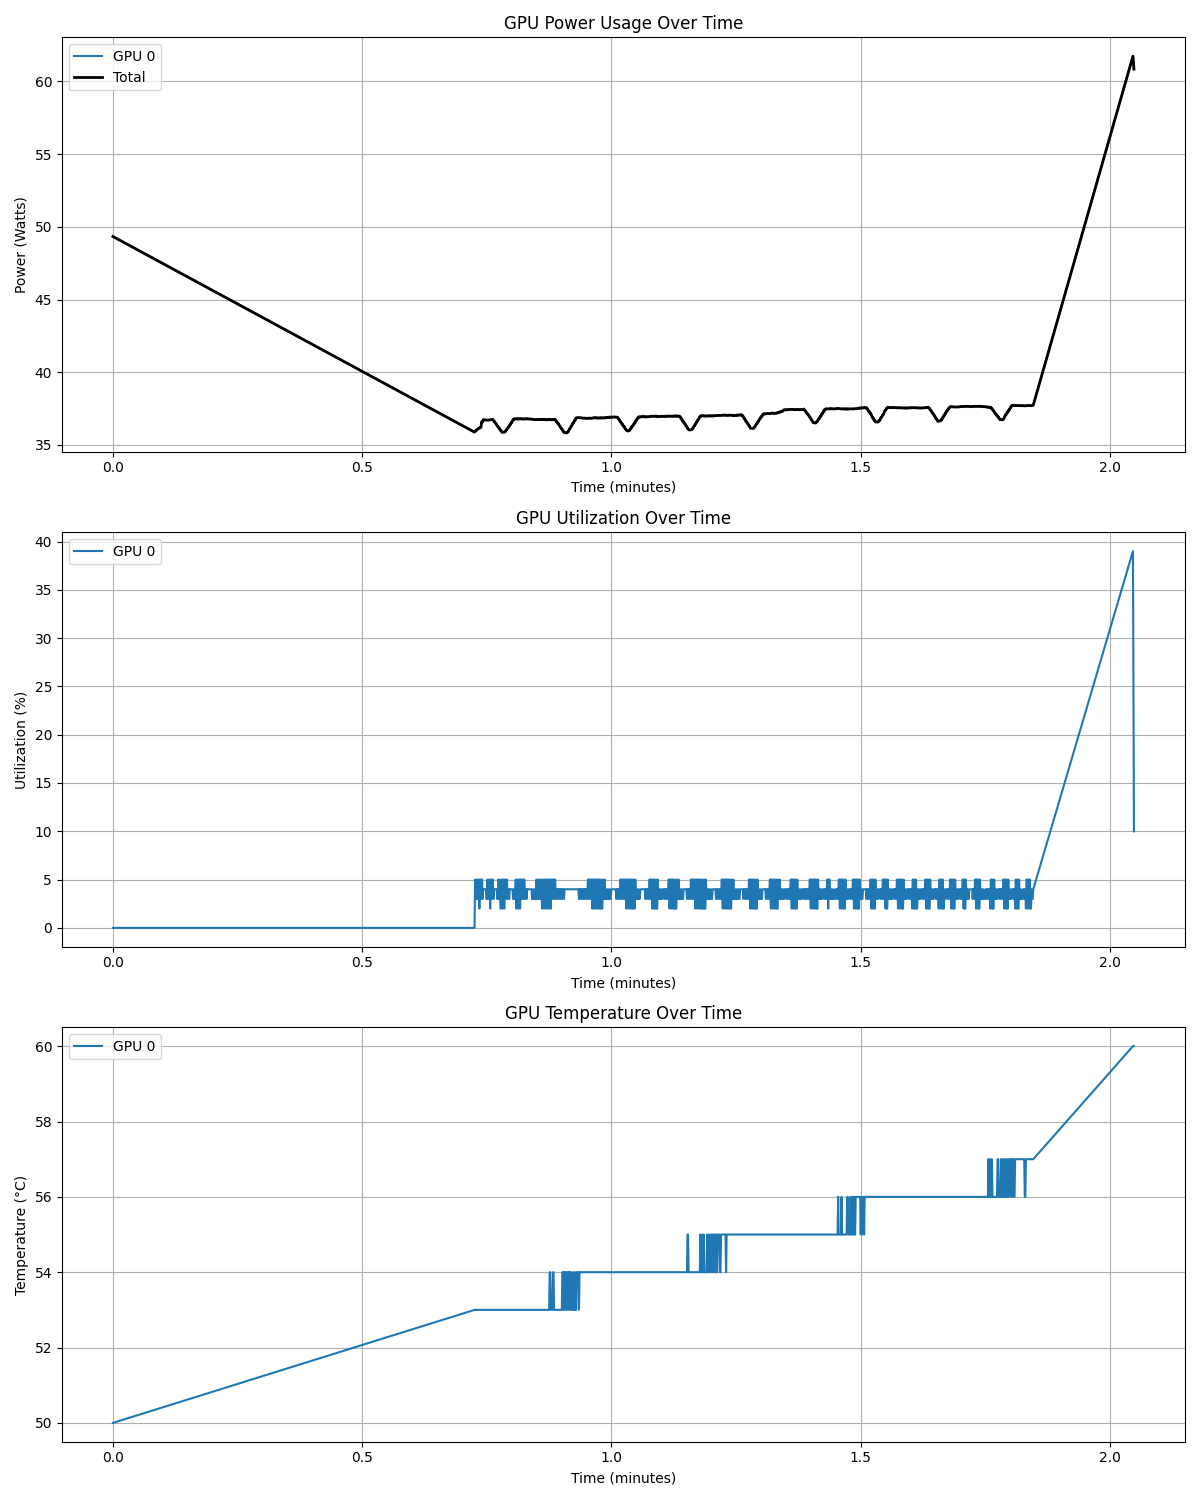 GPU Power Usage Over Time
GPU 0
Total
60
55
50
45
40
35
Power (Watts)
0.0 0.5 1.0 1.5 2.0
Time (minutes)
GPU Utilization Over Time
GPU 0
40
35
30
25
20
15
10
5
0
Utilization (%)
0.0 0.5 1.0 1.5 2.0
Time (minutes)
GPU Temperature Over Time
GPU 0
60
58
56
54
52
50
Temperature (°C)
0.0 0.5 1.0 1.5 2.0
Time (minutes)